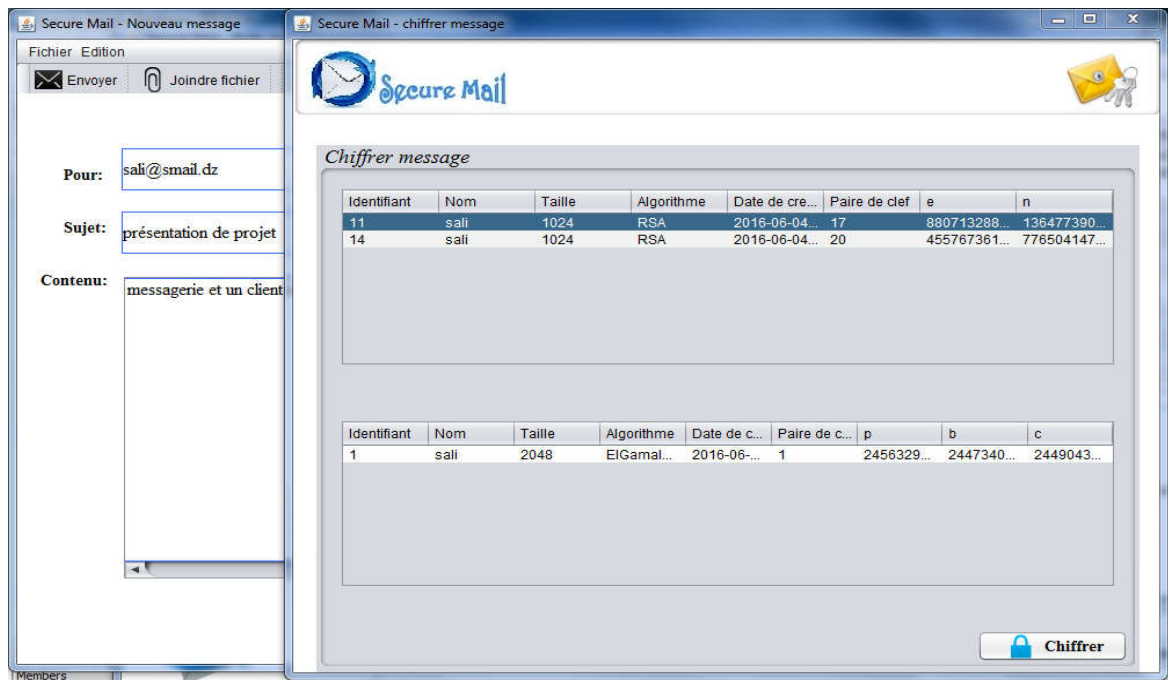 Secure Mail - Nouveau message
Fichier Edition
Envoyer Joindre fichier
Pour: sali@smail.dz
Sujet: présentation de projet
Contenu: messagerie et un client
Members
Secure Mail - chiffrer message
Secure Mail
Chiffrer message
Identifiant Nom Taille Algorithme Date de cre... Paire de clef e n
11 sali 1024 RSA 2016-06-04... 17 880713288... 136477390...
14 sali 1024 RSA 2016-06-04... 20 455767361... 776504147...
Identifiant Nom Taille Algorithme Date de c... Paire de c... p b c
1 sali 2048 ElGamal... 2016-06-... 1 2456329... 2447340... 2449043...
Chiffrer